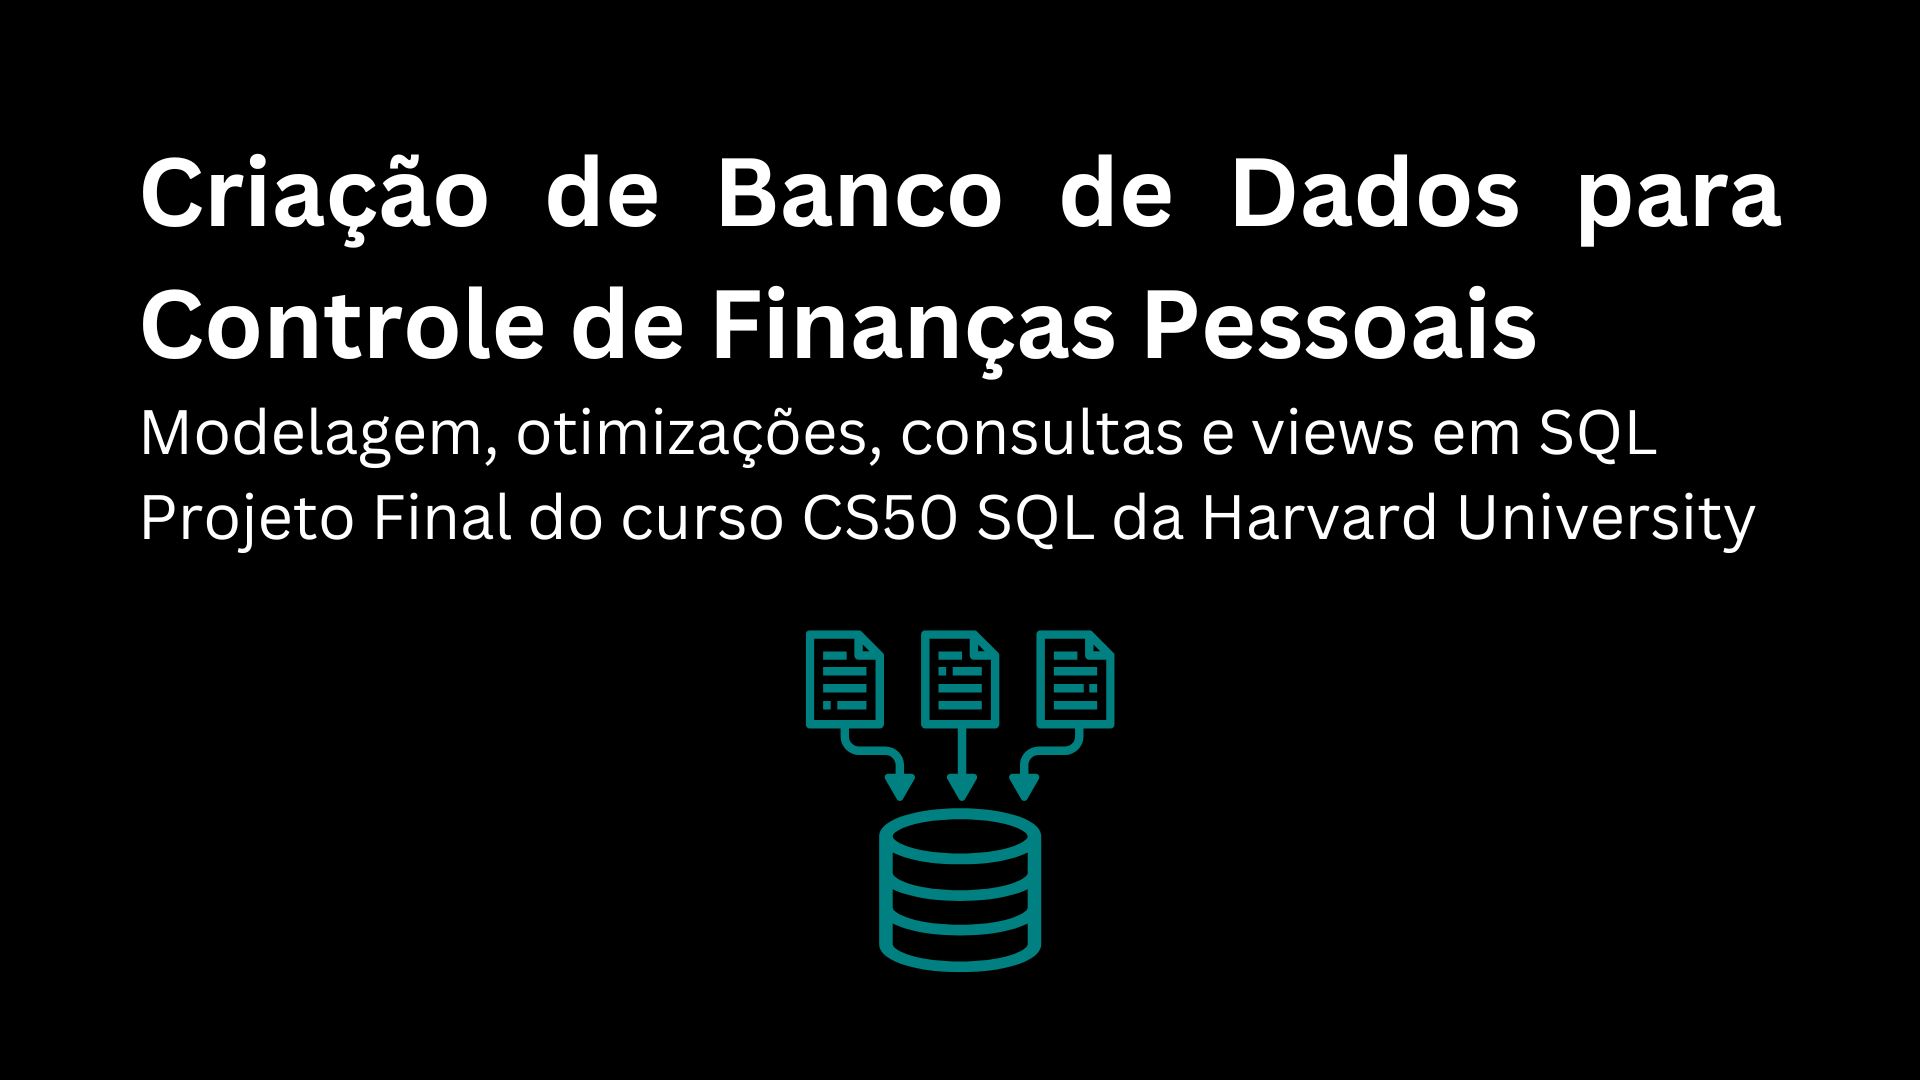 Criação de Banco de Dados para
Controle de Finanças Pessoais
Modelagem, otimizações, consultas e views em SQL
Projeto Final do curso CS50 SQL da Harvard University